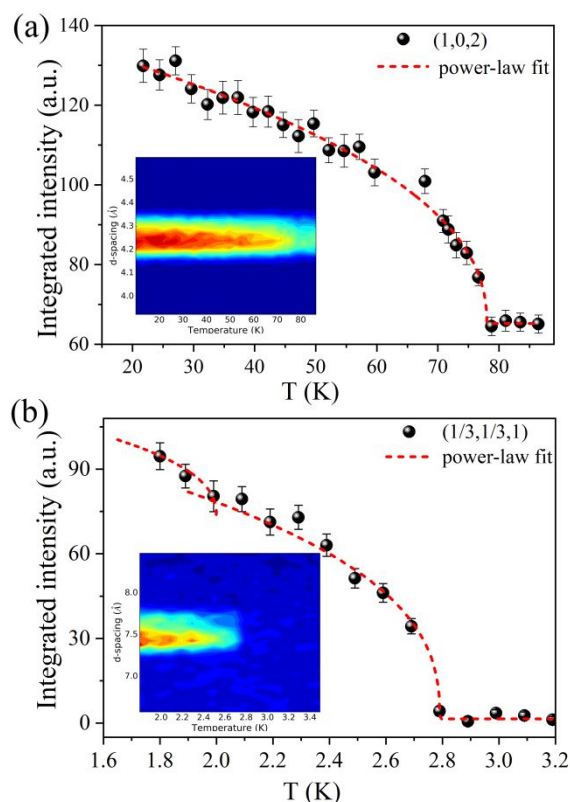 (a)
130
(1,0,2)
power-law fit
120
110
100
90
80
70
60
Integrated intensity (a.u.)
4.5
4.4
4.3
4.2
4.1
4.0
d-spacing (Å)
20 30 40 50 60 70 80
Temperature (K)
20 30 40 50 60 70 80
T (K)
(b)
(1/3,1/3,1)
power-law fit
90
60
30
0
Integrated intensity (a.u.)
8.0
7.5
7.0
d-spacing (Å)
2.0 2.2 2.4 2.6 2.8 3.0 3.2 3.4
Temperature (K)
1.6 1.8 2.0 2.2 2.4 2.6 2.8 3.0 3.2
T (K)